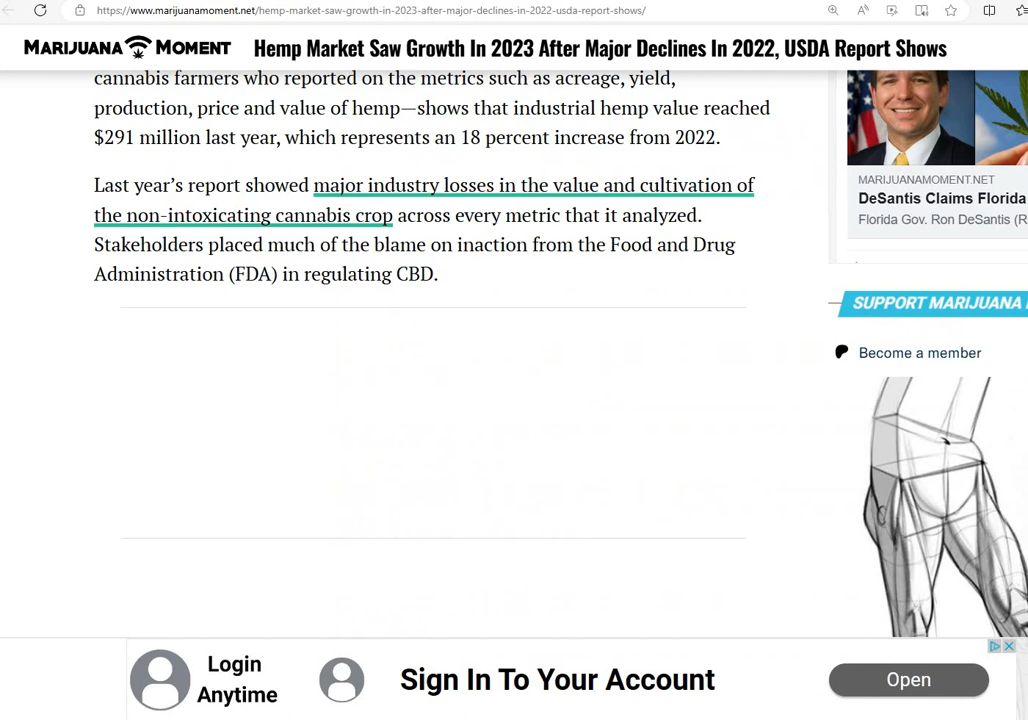 https://www.marijuanamoment.net/hemp-market-saw-growth-in-2023-after-major-declines-in-2022-usda-report-shows/
MARIJUANA MOMENT
Hemp Market Saw Growth In 2023 After Major Declines In 2022, USDA Report Shows
cannabis farmers who reported on the metrics such as acreage, yield,
production, price and value of hemp—shows that industrial hemp value reached
$291 million last year, which represents an 18 percent increase from 2022.
Last year’s report showed major industry losses in the value and cultivation of
the non-intoxicating cannabis crop across every metric that it analyzed.
Stakeholders placed much of the blame on inaction from the Food and Drug
Administration (FDA) in regulating CBD.
MARIJUANAMOMENT.NET
DeSantis Claims Florida
Florida Gov. Ron DeSantis (R
SUPPORT MARIJUANA
Become a member
Login
Anytime
Sign In To Your Account
Open